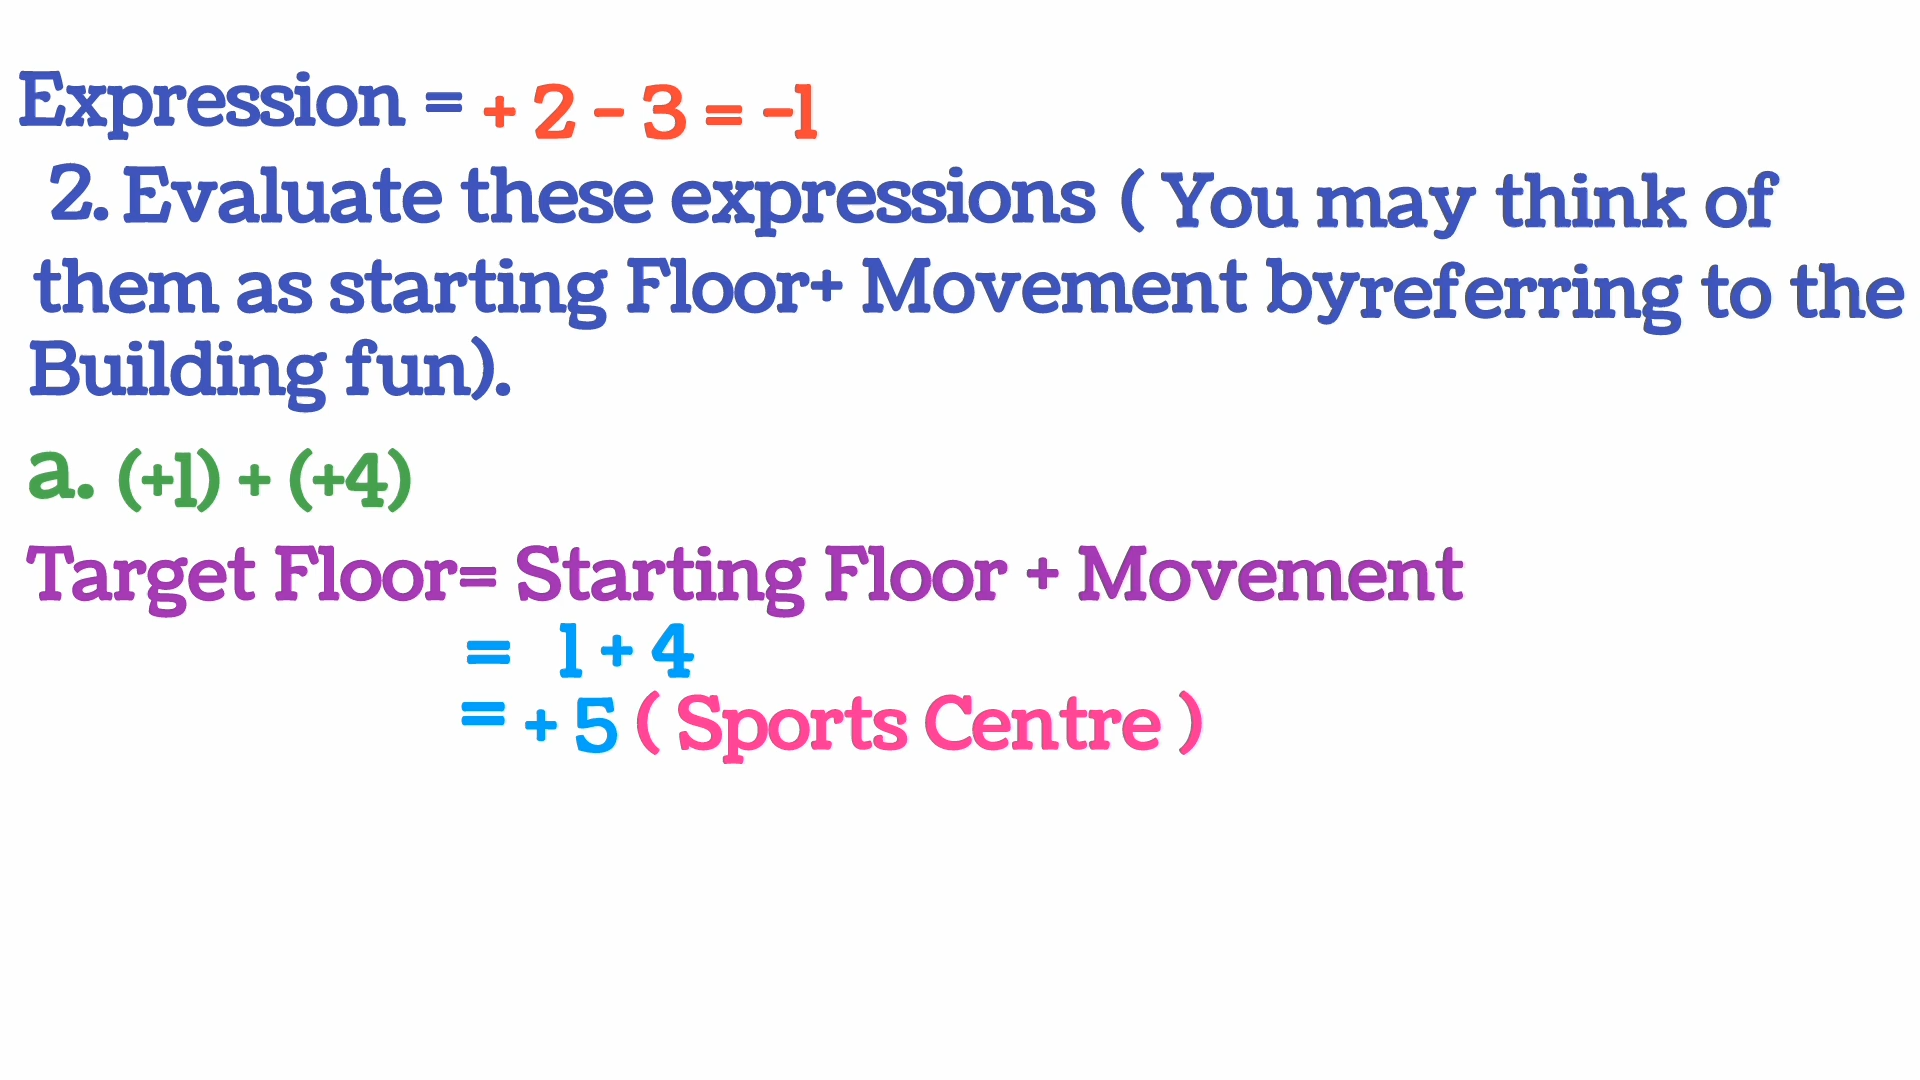 Expression = + 2 - 3 = -1
2. Evaluate these expressions ( You may think of
them as starting Floor+ Movement byreferring to the
Building fun).
a. (+1) + (+4)
Target Floor= Starting Floor + Movement
= 1 + 4
= + 5 ( Sports Centre )